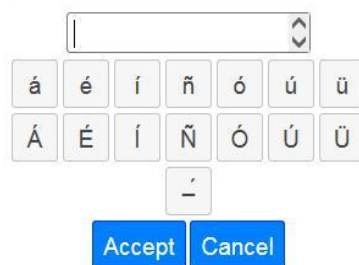 á é í ñ ó ú ü
Á É Í Ñ Ó Ú Ü
_́
Accept Cancel